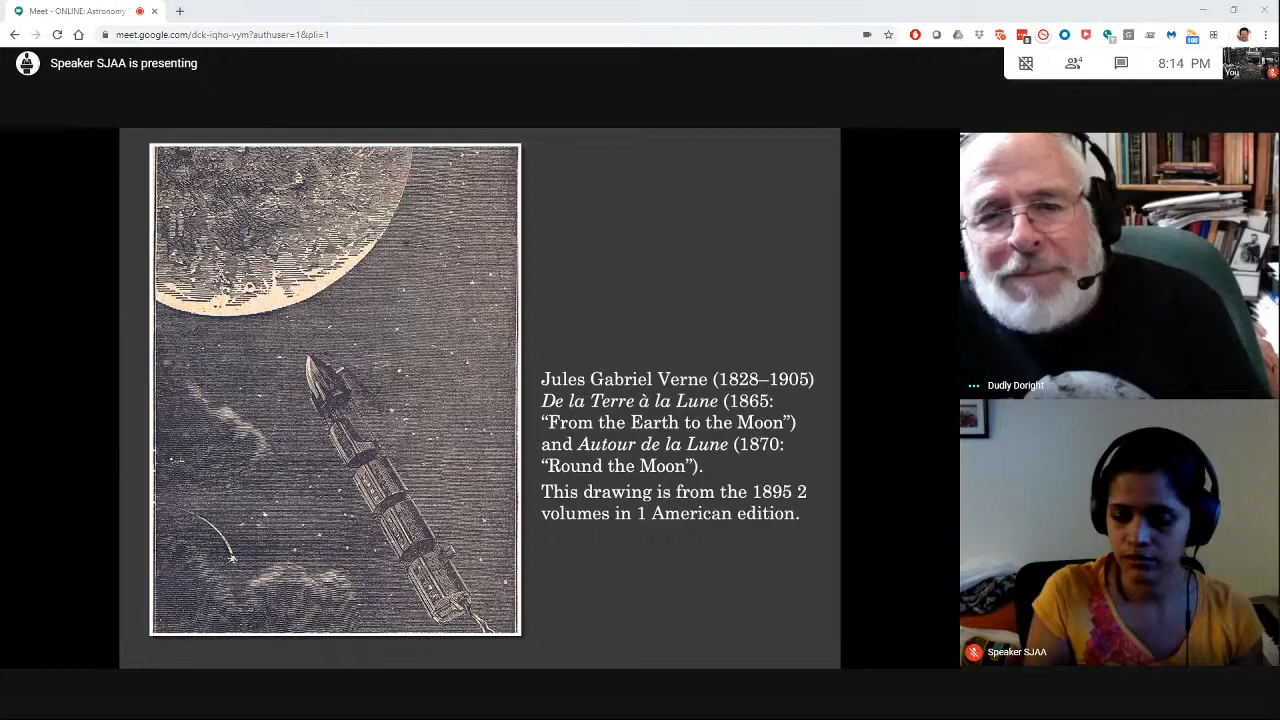 Meet - ONLINE: Astronomy
meet.google.com/dck-iqho-vym?authuser=1&pli=1
Speaker SJAA is presenting
4
8:14 PM
You
100
Jules Gabriel Verne (1828–1905)
De la Terre à la Lune (1865:
“From the Earth to the Moon”)
and Autour de la Lune (1870:
“Round the Moon”).
This drawing is from the 1895 2
volumes in 1 American edition.
Dudly Doright
Speaker SJAA